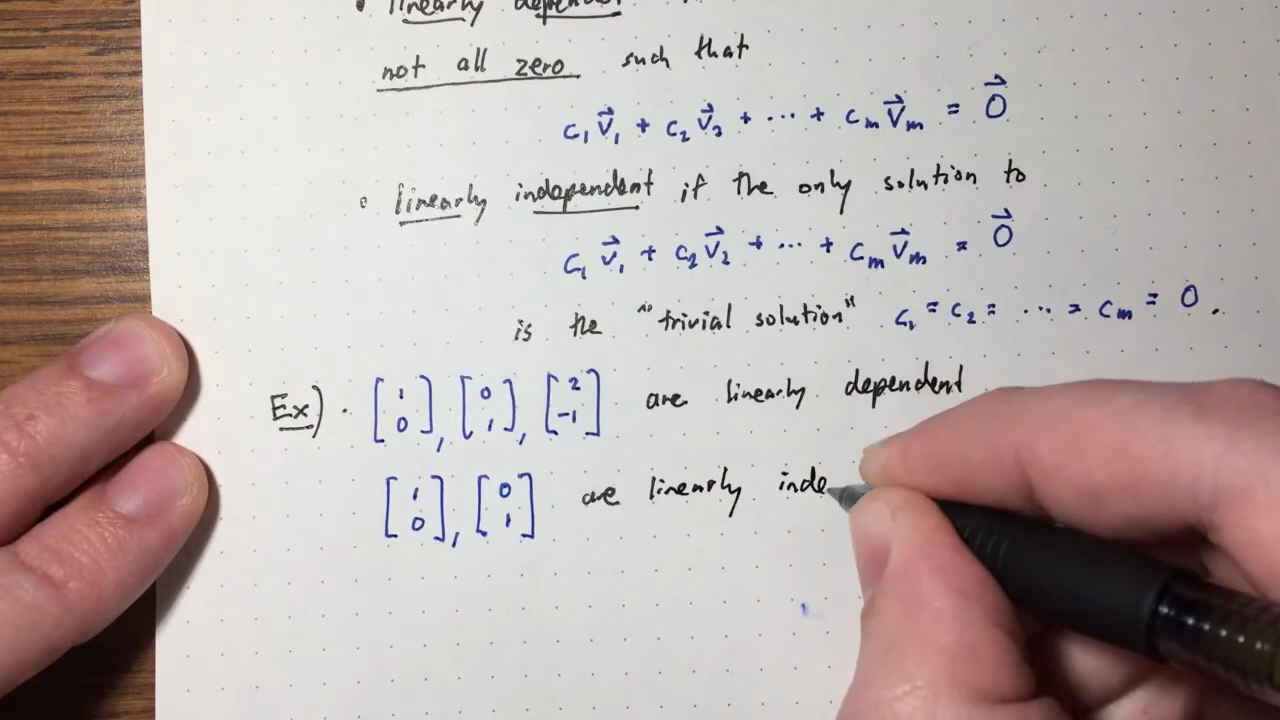 • linearly dependent
not all zero such that
c₁v⃗₁ + c₂v⃗₂ + ⋯ + cₘv⃗ₘ = 0⃗
• linearly independent if the only solution to
c₁v⃗₁ + c₂v⃗₂ + ⋯ + cₘv⃗ₘ = 0⃗
is the "trivial solution" c₁ = c₂ = ⋯ = cₘ = 0.
Ex) · [1 0], [0 1], [2 -1] are linearly dependent
[1 0], [0 1] are linearly inde